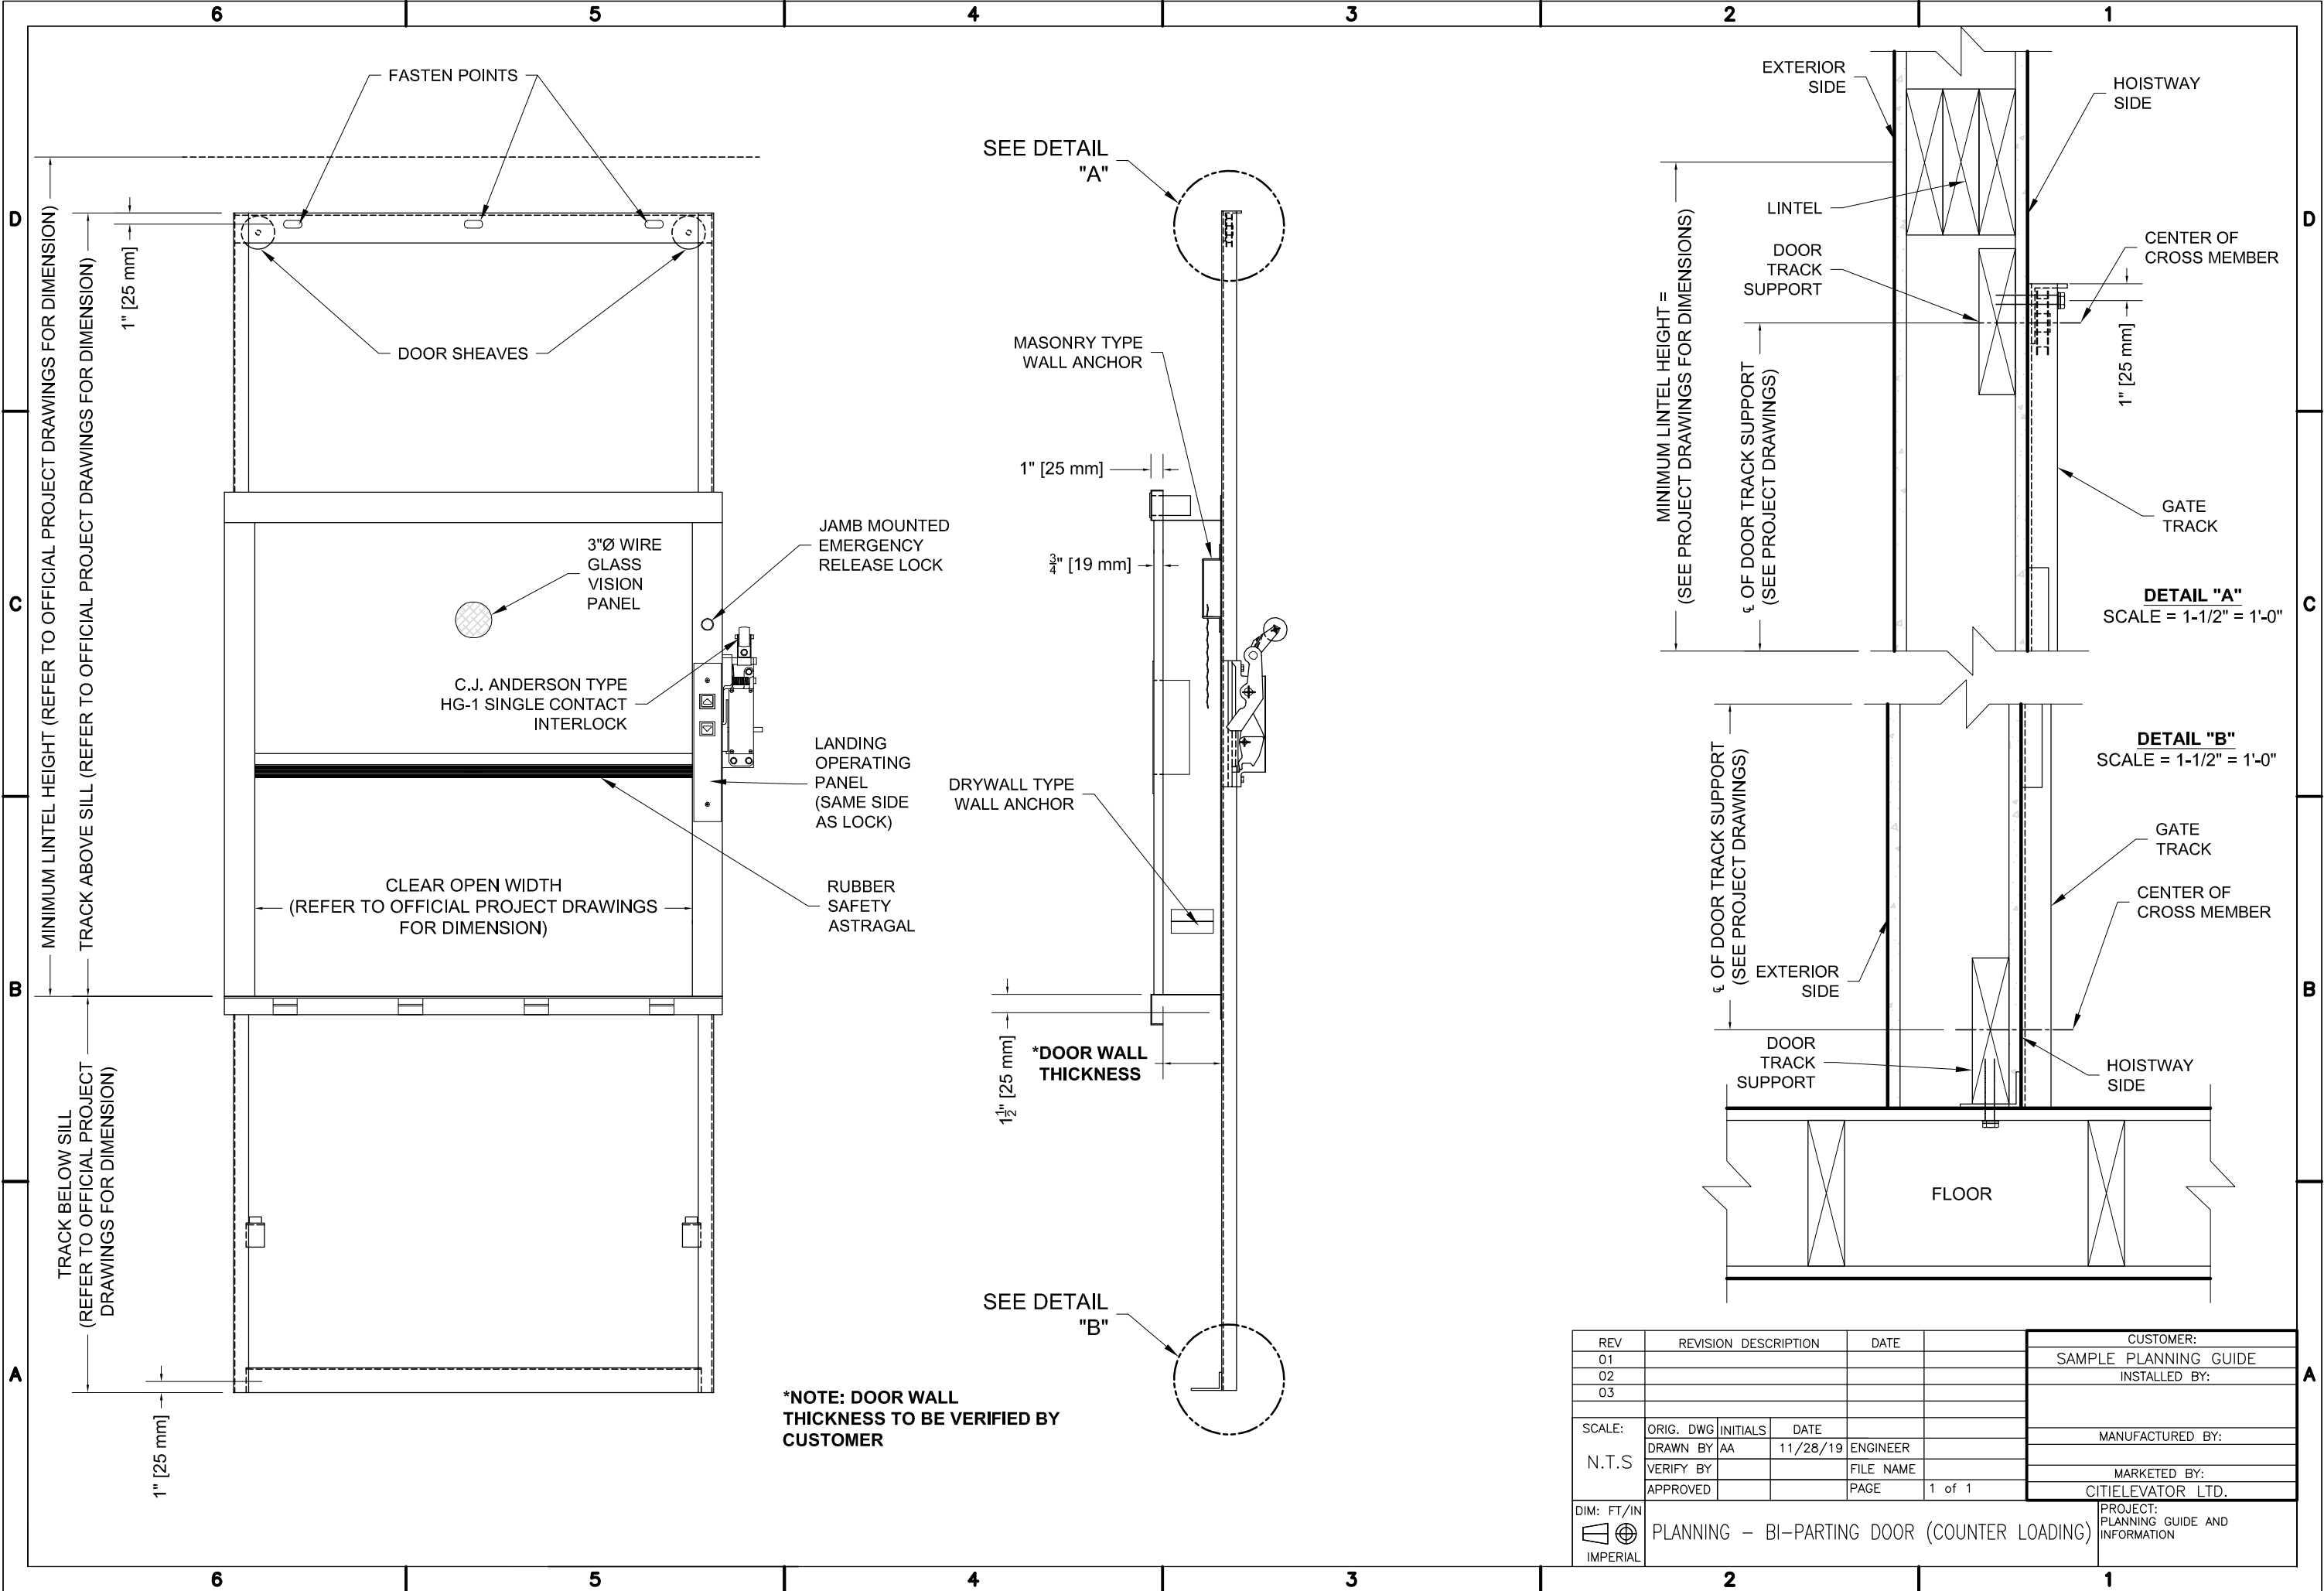 6 5 4 3 2 1
D
C
B
A
FASTEN POINTS
MINIMUM LINTEL HEIGHT (REFER TO OFFICIAL PROJECT DRAWINGS FOR DIMENSION)
TRACK ABOVE SILL (REFER TO OFFICIAL PROJECT DRAWINGS FOR DIMENSION)
1" [25 mm]
DOOR SHEAVES
3"Ø WIRE
GLASS
VISION
PANEL
JAMB MOUNTED
EMERGENCY
RELEASE LOCK
C.J. ANDERSON TYPE
HG-1 SINGLE CONTACT
INTERLOCK
LANDING
OPERATING
PANEL
(SAME SIDE
AS LOCK)
CLEAR OPEN WIDTH
(REFER TO OFFICIAL PROJECT DRAWINGS
FOR DIMENSION)
RUBBER
SAFETY
ASTRAGAL
TRACK BELOW SILL
(REFER TO OFFICIAL PROJECT
DRAWINGS FOR DIMENSION)
1" [25 mm]
SEE DETAIL
"A"
MASONRY TYPE
WALL ANCHOR
1" [25 mm]
3/4" [19 mm]
DRYWALL TYPE
WALL ANCHOR
1 1/2" [25 mm]
*DOOR WALL
THICKNESS
SEE DETAIL
"B"
*NOTE: DOOR WALL
THICKNESS TO BE VERIFIED BY
CUSTOMER
EXTERIOR
SIDE
HOISTWAY
SIDE
LINTEL
DOOR
TRACK
SUPPORT
CENTER OF
CROSS MEMBER
MINIMUM LINTEL HEIGHT =
(SEE PROJECT DRAWINGS FOR DIMENSIONS)
℄ OF DOOR TRACK SUPPORT
(SEE PROJECT DRAWINGS)
1" [25 mm]
GATE
TRACK
DETAIL "A"
SCALE = 1-1/2" = 1'-0"
DETAIL "B"
SCALE = 1-1/2" = 1'-0"
℄ OF DOOR TRACK SUPPORT
(SEE PROJECT DRAWINGS)
GATE
TRACK
CENTER OF
CROSS MEMBER
EXTERIOR
SIDE
DOOR
TRACK
SUPPORT
HOISTWAY
SIDE
FLOOR
REV REVISION DESCRIPTION DATE
01
02
03
SCALE:
N.T.S
ORIG. DWG INITIALS DATE
DRAWN BY AA 11/28/19 ENGINEER
VERIFY BY FILE NAME
APPROVED PAGE 1 of 1
CUSTOMER:
SAMPLE PLANNING GUIDE
INSTALLED BY:
MANUFACTURED BY:
MARKETED BY:
CITIELEVATOR LTD.
DIM: FT/IN
IMPERIAL
PLANNING - BI-PARTING DOOR (COUNTER LOADING)
PROJECT:
PLANNING GUIDE AND
INFORMATION
D
C
B
A
6 5 4 3 2 1